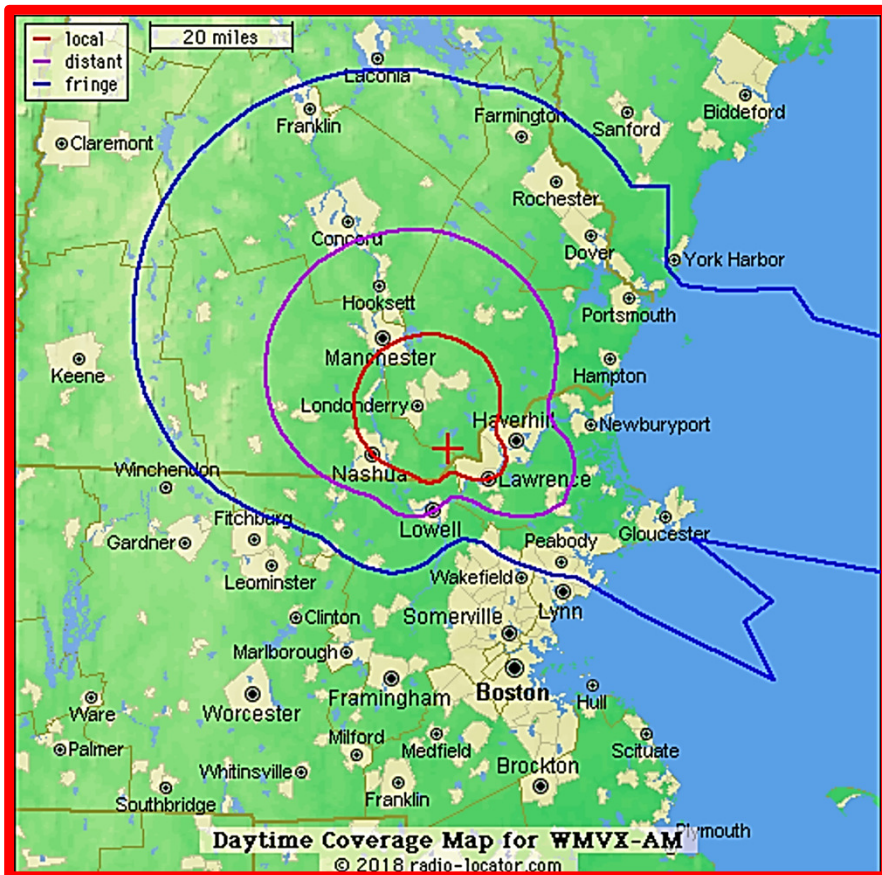 local
20 miles
distant
fringe
Laconia
Biddeford
Franklin
Farmington
Sanford
Claremont
Rochester
Concord
Dover
York Harbor
Hooksett
Portsmouth
Manchester
Keene
Hampton
Londonderry
Haverhill
Newburyport
Winchendon
Nashua
Lawrence
Fitchburg
Lowell
Gloucester
Gardner
Peabody
Leominster
Wakefield
Clinton
Somerville
Lynn
Marlborough
Boston
Framingham
Hull
Ware
Worcester
Palmer
Milford
Medfield
Scituate
Whitinsville
Brockton
Southbridge
Franklin
Plymouth
Daytime Coverage Map for WMVX-AM
© 2018 radio-locator.com